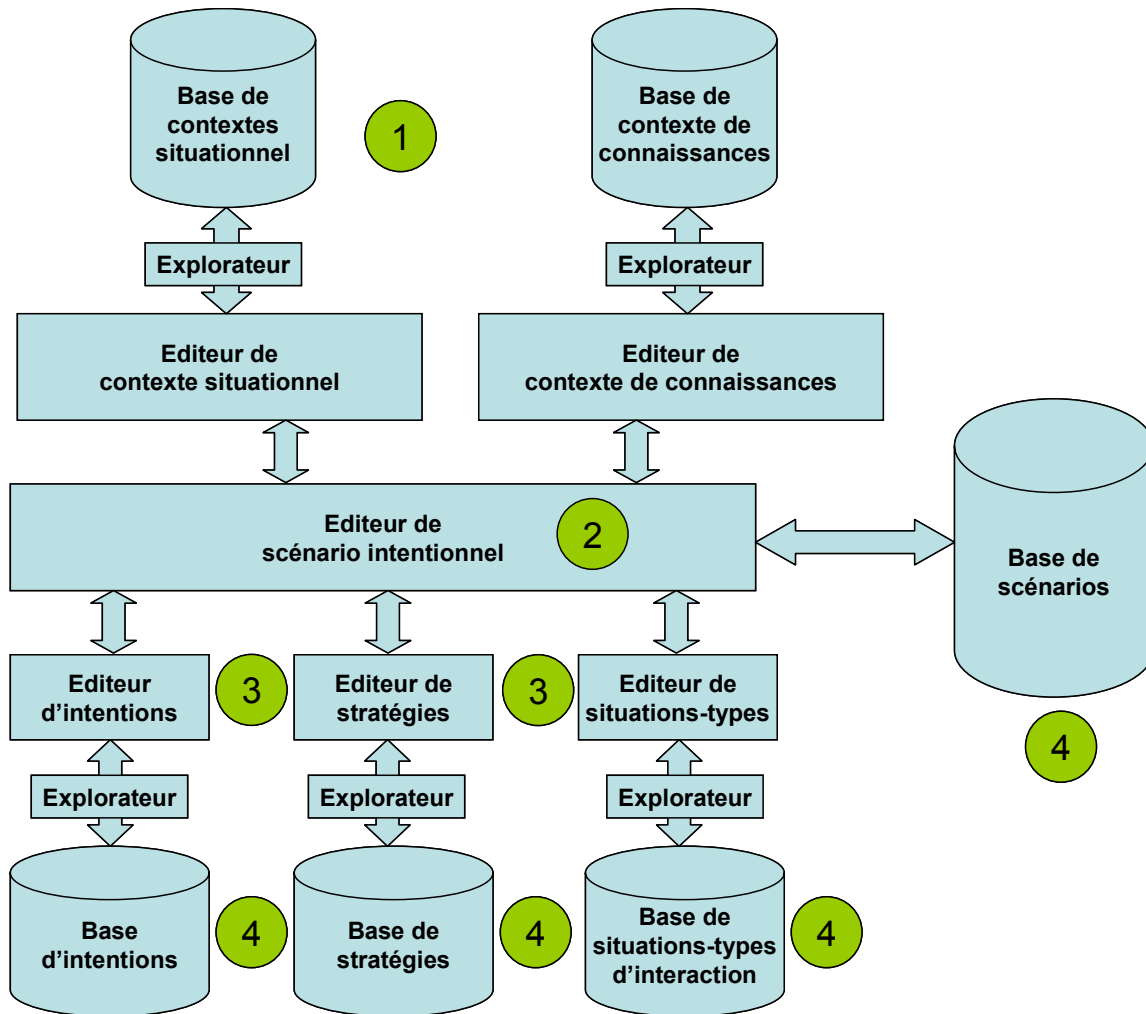 Base de
contextes
situationnel
1
Base de
contexte de
connaissances
Explorateur
Explorateur
Editeur de
contexte situationnel
Editeur de
contexte de connaissances
Editeur de
scénario intentionnel
2
Base de
scénarios
4
Editeur
d'intentions
3
Editeur de
stratégies
3
Editeur de
situations-types
Explorateur
Explorateur
Explorateur
Base
d'intentions
4
Base de
stratégies
4
Base de
situations-types
d'interaction
4